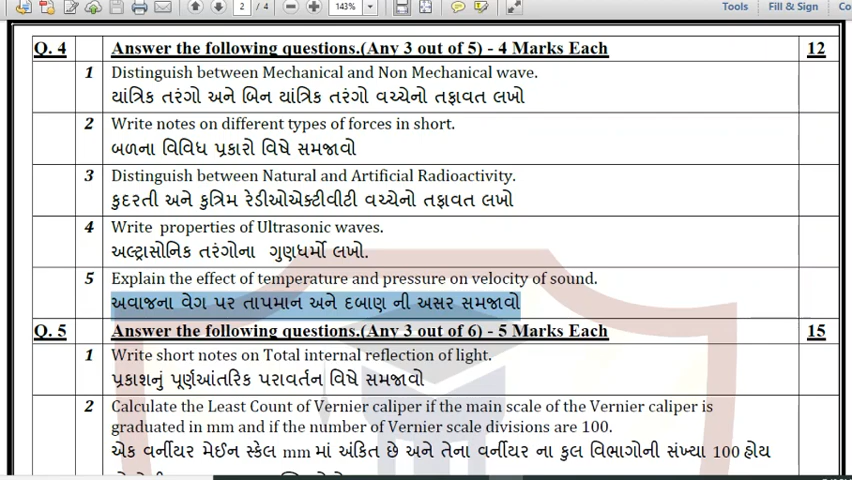 2 / 4
143%
Tools Fill & Sign
Q. 4 Answer the following questions.(Any 3 out of 5) - 4 Marks Each 12
1 Distinguish between Mechanical and Non Mechanical wave.
યાંત્રિક તરંગો અને બિન યાંત્રિક તરંગો વચ્ચેનો તફાવત લખો
2 Write notes on different types of forces in short.
બળના વિવિધ પ્રકારો વિષે સમજાવો
3 Distinguish between Natural and Artificial Radioactivity.
કુદરતી અને કુત્રિમ રેડીઓએક્ટીવીટી વચ્ચેનો તફાવત લખો
4 Write properties of Ultrasonic waves.
અલ્ટ્રાસોનિક તરંગોના ગુણધર્મો લખો.
5 Explain the effect of temperature and pressure on velocity of sound.
અવાજના વેગ પર તાપમાન અને દબાણ ની અસર સમજાવો
Q. 5 Answer the following questions.(Any 3 out of 6) - 5 Marks Each 15
1 Write short notes on Total internal reflection of light.
પ્રકાશનું પૂર્ણઆંતરિક પરાવર્તન વિષે સમજાવો
2 Calculate the Least Count of Vernier caliper if the main scale of the Vernier caliper is
graduated in mm and if the number of Vernier scale divisions are 100.
એક વર્નીયર મેઈન સ્કેલ mm માં અંકિત છે અને તેના વર્નીયર ના કુલ વિભાગોની સંખ્યા 100 હોય